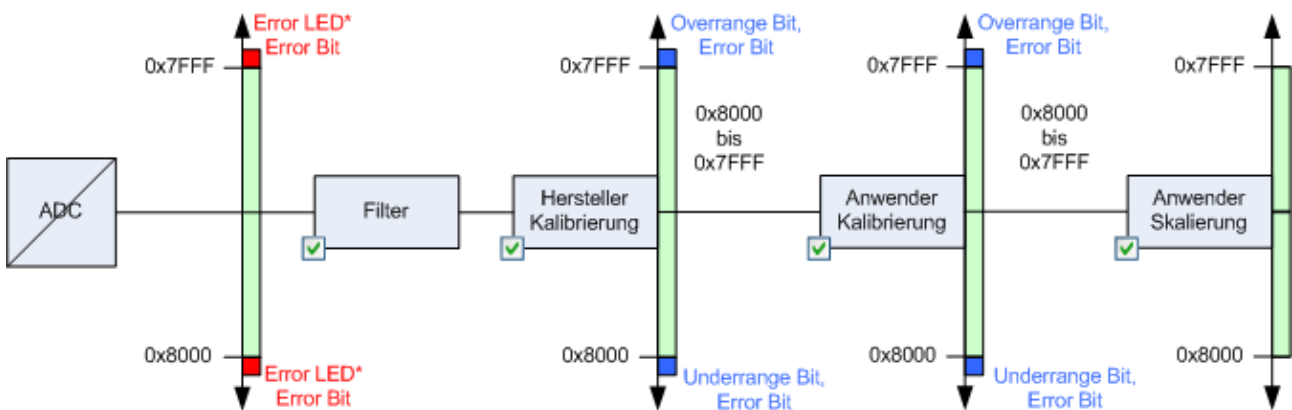 Error LED*
Error Bit
Overrange Bit,
Error Bit
Overrange Bit,
Error Bit
0x7FFF
0x7FFF
0x7FFF
0x7FFF
0x8000
bis
0x7FFF
0x8000
bis
0x7FFF
ADC
Filter
Hersteller
Kalibrierung
Anwender
Kalibrierung
Anwender
Skalierung
0x8000
0x8000
0x8000
0x8000
Error LED*
Error Bit
Underrange Bit,
Error Bit
Underrange Bit,
Error Bit